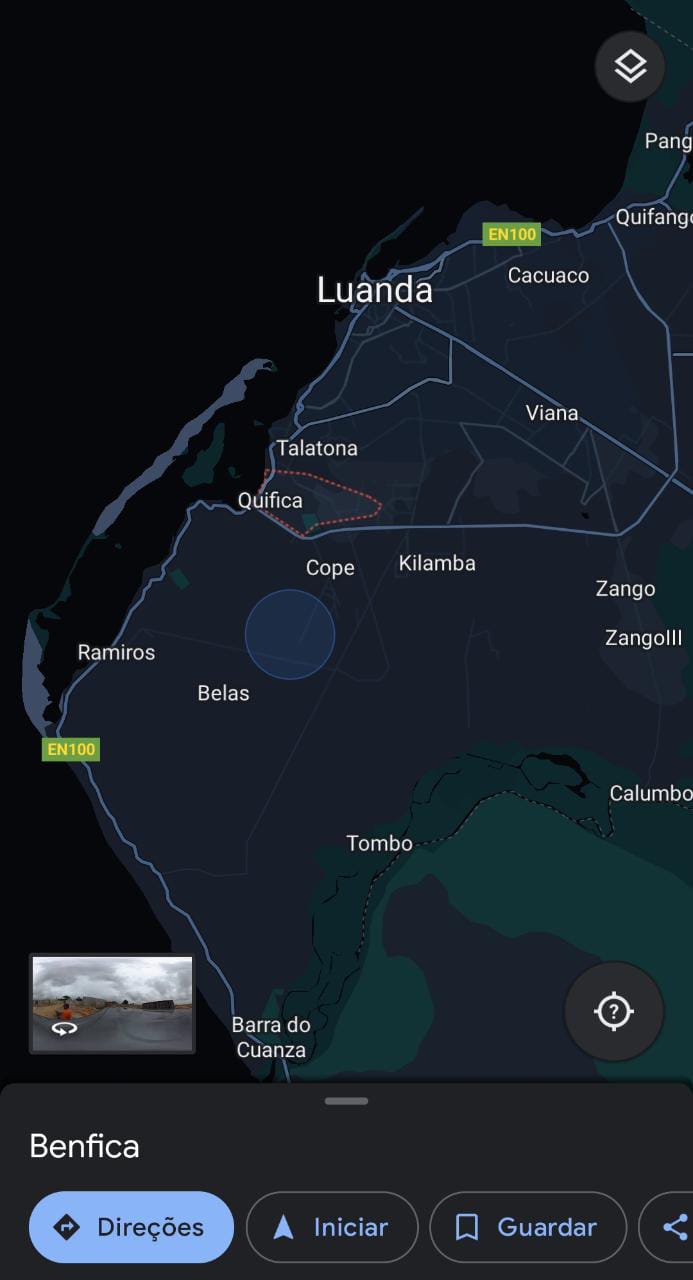 Pang
Quifango
EN100
Cacuaco
Luanda
Viana
Talatona
Quifica
Cope
Kilamba
Zango
ZangoIII
Ramiros
Belas
EN100
Calumbo
Tombo
Barra do
Cuanza
?
Benfica
Direções
Iniciar
Guardar